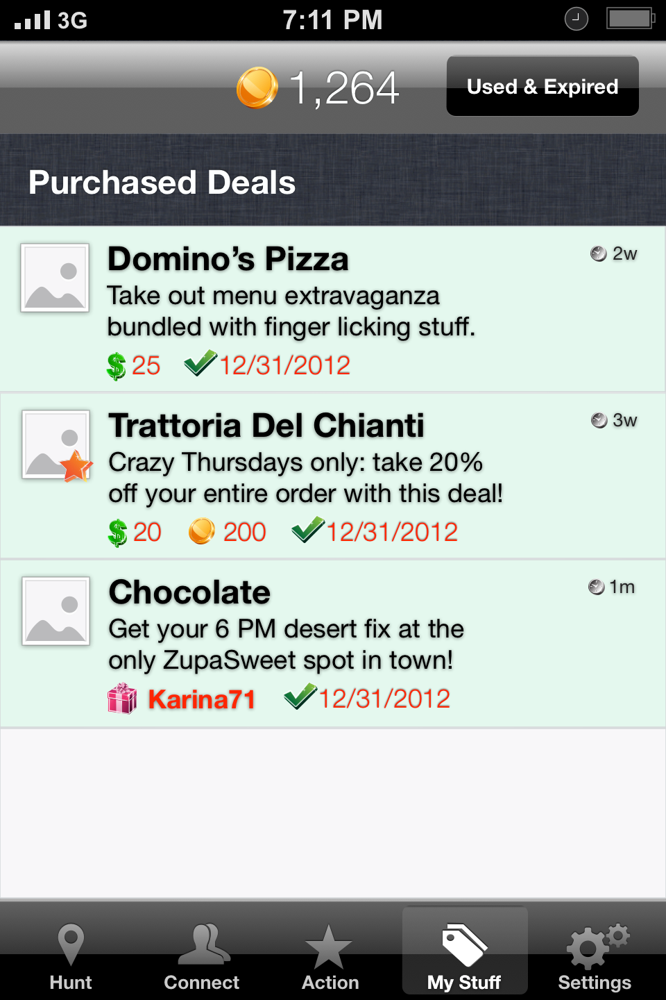 3G 7:11 PM
1,264 Used & Expired
Purchased Deals
Domino's Pizza 2w
Take out menu extravaganza
bundled with finger licking stuff.
$ 25 12/31/2012
Trattoria Del Chianti 3w
Crazy Thursdays only: take 20%
off your entire order with this deal!
$ 20 200 12/31/2012
Chocolate 1m
Get your 6 PM desert fix at the
only ZupaSweet spot in town!
Karina71 12/31/2012
Hunt Connect Action My Stuff Settings